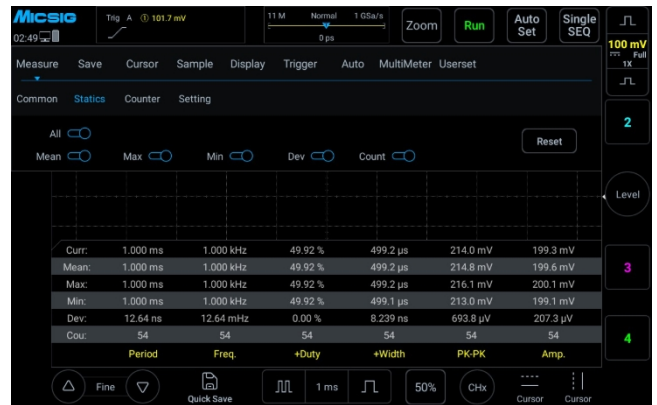 Micsig Trig A ① 101.7 mV 11 M Normal 1 GSa/s Zoom Run Auto Set Single SEQ
02:49 0 ps
100 mV
Full
1X
Measure Save Cursor Sample Display Trigger Auto MultiMeter Userset
Common Statics Counter Setting
2
All
Reset
Mean Max Min Dev Count
Level
Curr: 1.000 ms 1.000 kHz 49.92 % 499.2 μs 214.0 mV 199.3 mV
Mean: 1.000 ms 1.000 kHz 49.92 % 499.2 μs 214.8 mV 199.6 mV
Max: 1.000 ms 1.000 kHz 49.92 % 499.2 μs 216.1 mV 200.1 mV
Min: 1.000 ms 1.000 kHz 49.92 % 499.1 μs 213.0 mV 199.1 mV
Dev: 12.64 ns 12.64 mHz 0.00 % 8.239 ns 693.8 μV 207.3 μV
Cou: 54 54 54 54 54 54
Period Freq. +Duty +Width PK-PK Amp.
3
4
Fine Quick Save 1 ms 50% CHx Cursor Cursor